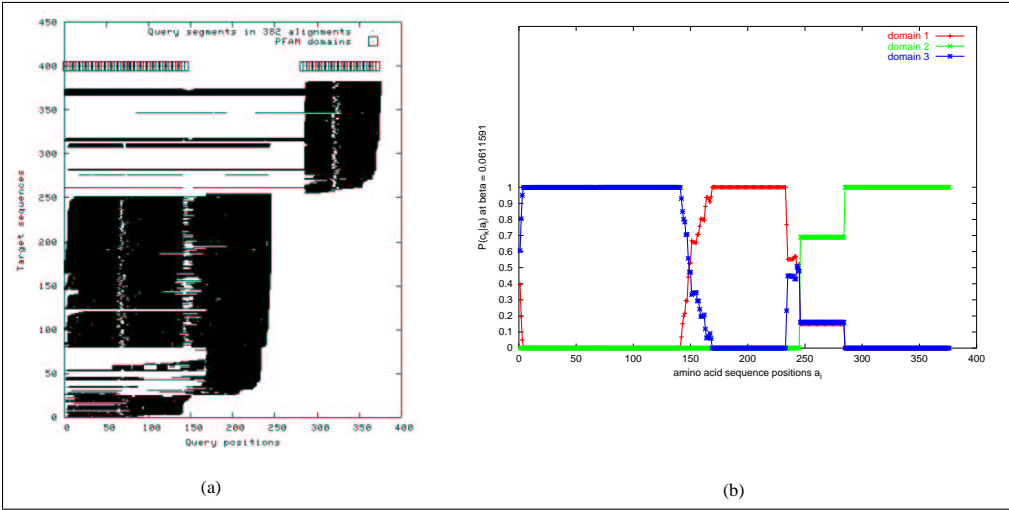 Query segments in 382 alignments
PFAM domains
450
400
350
300
250
200
150
100
50
0
Target sequences
0 50 100 150 200 250 300 350 400
Query positions
(a)
domain 1
domain 2
domain 3
1
0.9
0.8
0.7
0.6
0.5
0.4
0.3
0.2
0.1
0
P(c_k|a_i) at beta = 0.0611591
0 50 100 150 200 250 300 350 400
amino acid sequence positions a_i
(b)